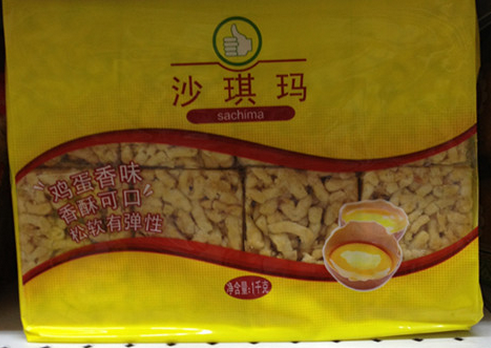 沙琪玛
sachima
鸡蛋香味
香酥可口
松软有弹性
净含量:1千克